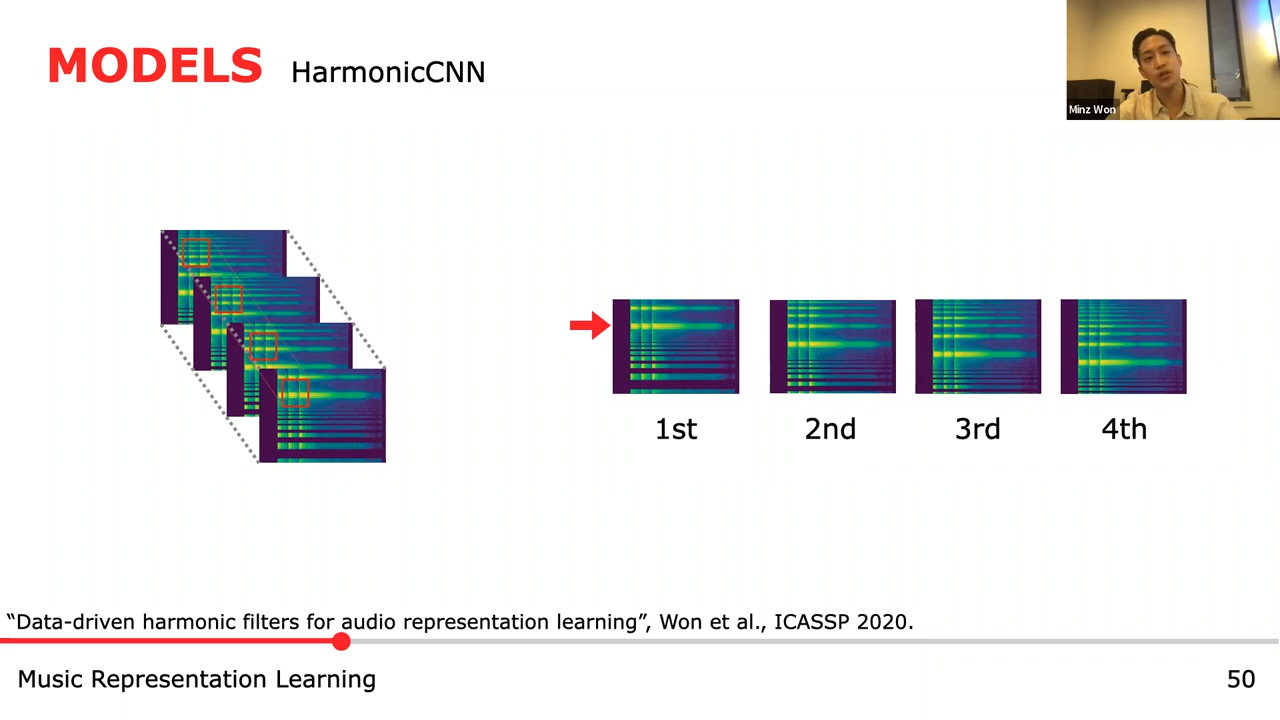 MODELS HarmonicCNN
Minz Won
1st 2nd 3rd 4th
“Data-driven harmonic filters for audio representation learning”, Won et al., ICASSP 2020.
Music Representation Learning
50